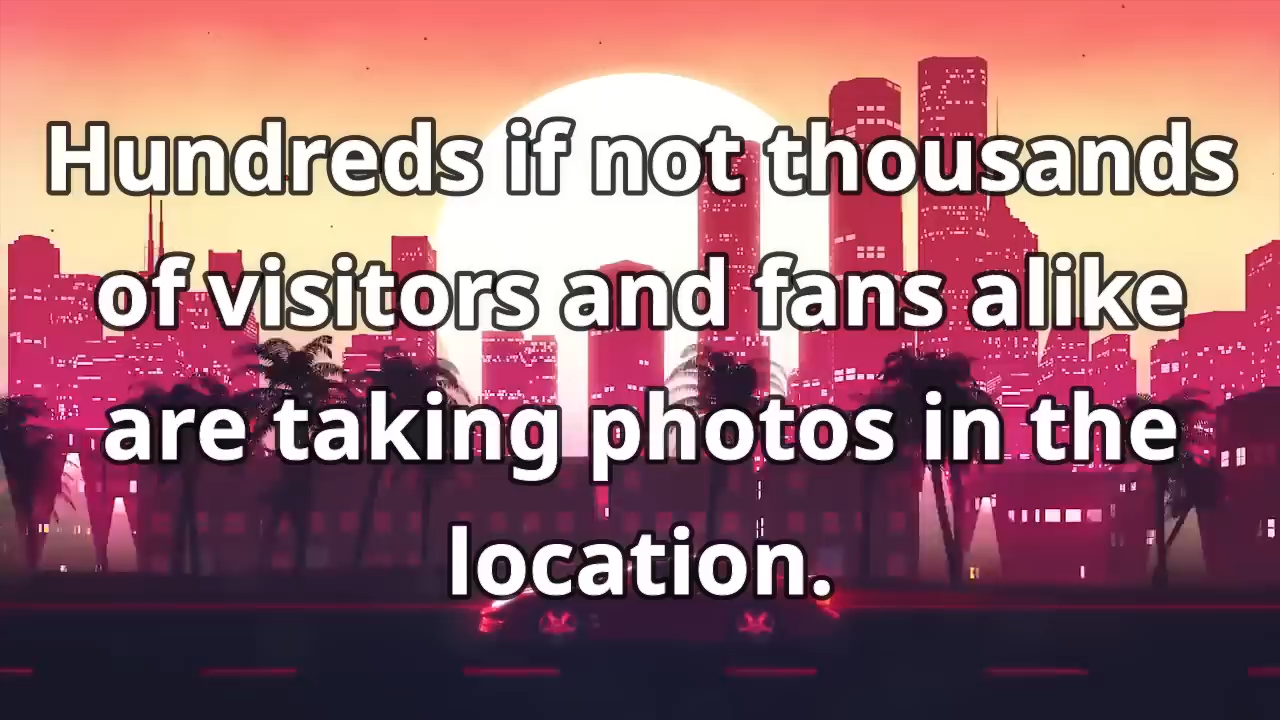 Hundreds if not thousands
of visitors and fans alike
are taking photos in the
location.